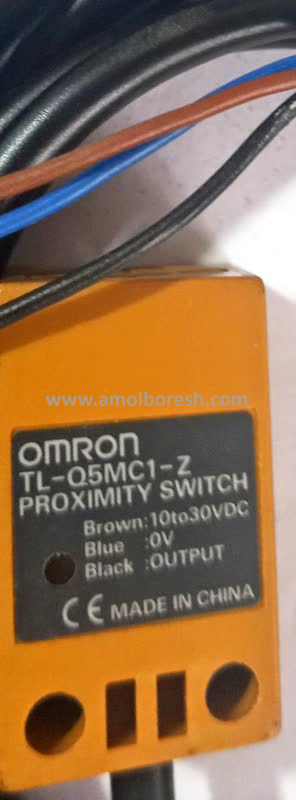 www.amolboresh.com
OMRON
TL-Q5MC1-Z
PROXIMITY SWITCH
Brown:10to30VDC
Blue :0V
Black :OUTPUT
CE MADE IN CHINA